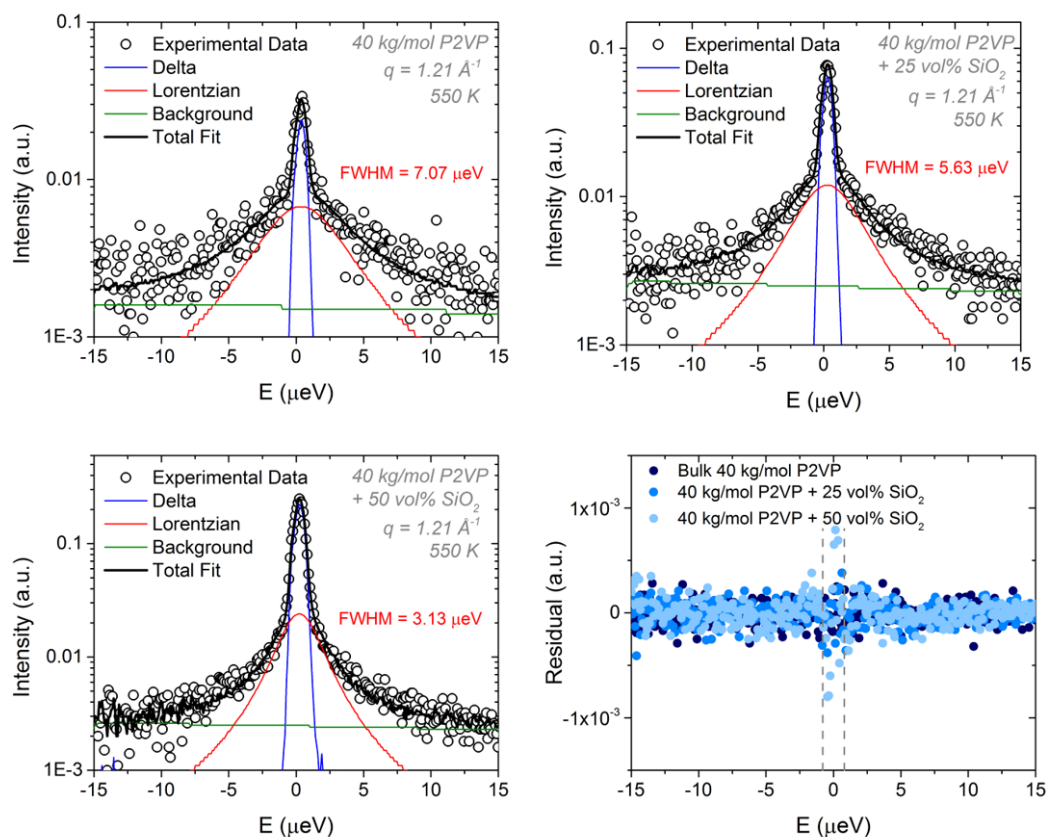 0.1
0.01
1E-3
Intensity (a.u.)
Experimental Data
Delta
Lorentzian
Background
Total Fit
40 kg/mol P2VP
q = 1.21 Å⁻¹
550 K
FWHM = 7.07 μeV
-15 -10 -5 0 5 10 15
E (μeV)
0.1
0.01
1E-3
Intensity (a.u.)
Experimental Data
Delta
Lorentzian
Background
Total Fit
40 kg/mol P2VP
+ 25 vol% SiO₂
q = 1.21 Å⁻¹
550 K
FWHM = 5.63 μeV
-15 -10 -5 0 5 10 15
E (μeV)
0.1
0.01
1E-3
Intensity (a.u.)
Experimental Data
Delta
Lorentzian
Background
Total Fit
40 kg/mol P2VP
+ 50 vol% SiO₂
q = 1.21 Å⁻¹
550 K
FWHM = 3.13 μeV
-15 -10 -5 0 5 10 15
E (μeV)
1x10⁻³
0
-1x10⁻³
Residual (a.u.)
Bulk 40 kg/mol P2VP
40 kg/mol P2VP + 25 vol% SiO₂
40 kg/mol P2VP + 50 vol% SiO₂
-15 -10 -5 0 5 10 15
E (μeV)